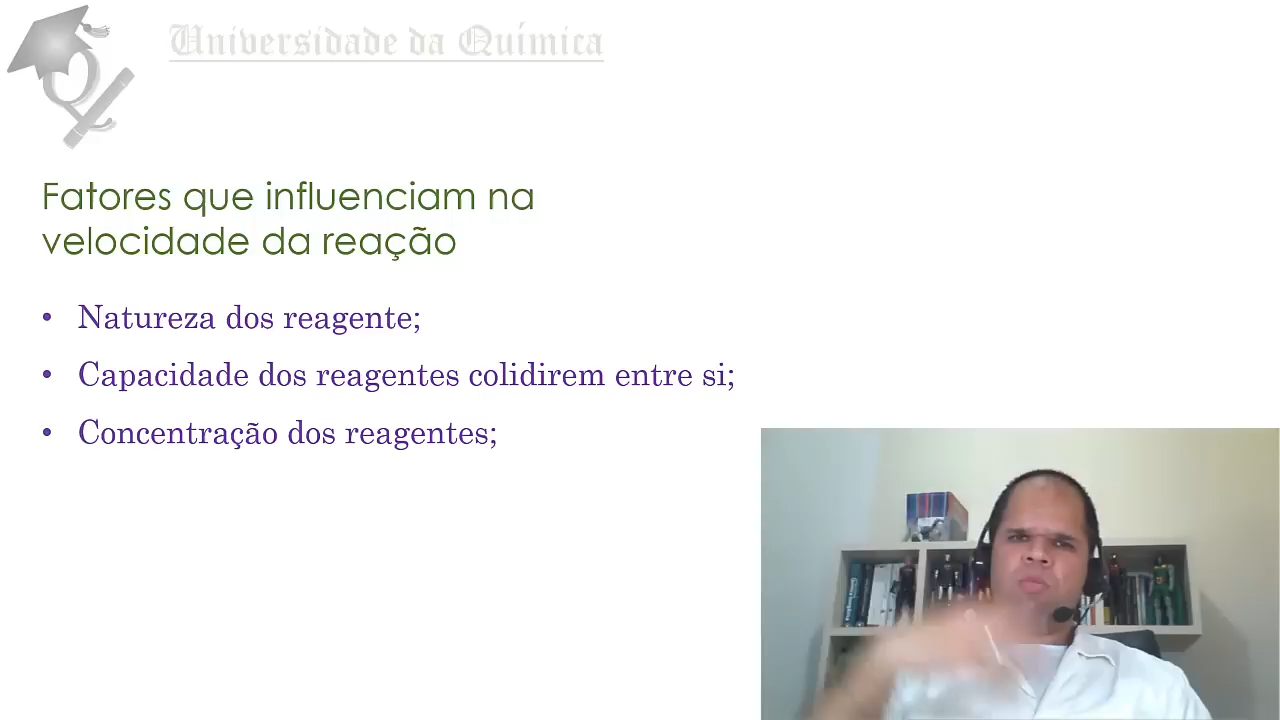 Universidade da Química
Fatores que influenciam na
velocidade da reação
• Natureza dos reagente;
• Capacidade dos reagentes colidirem entre si;
• Concentração dos reagentes;